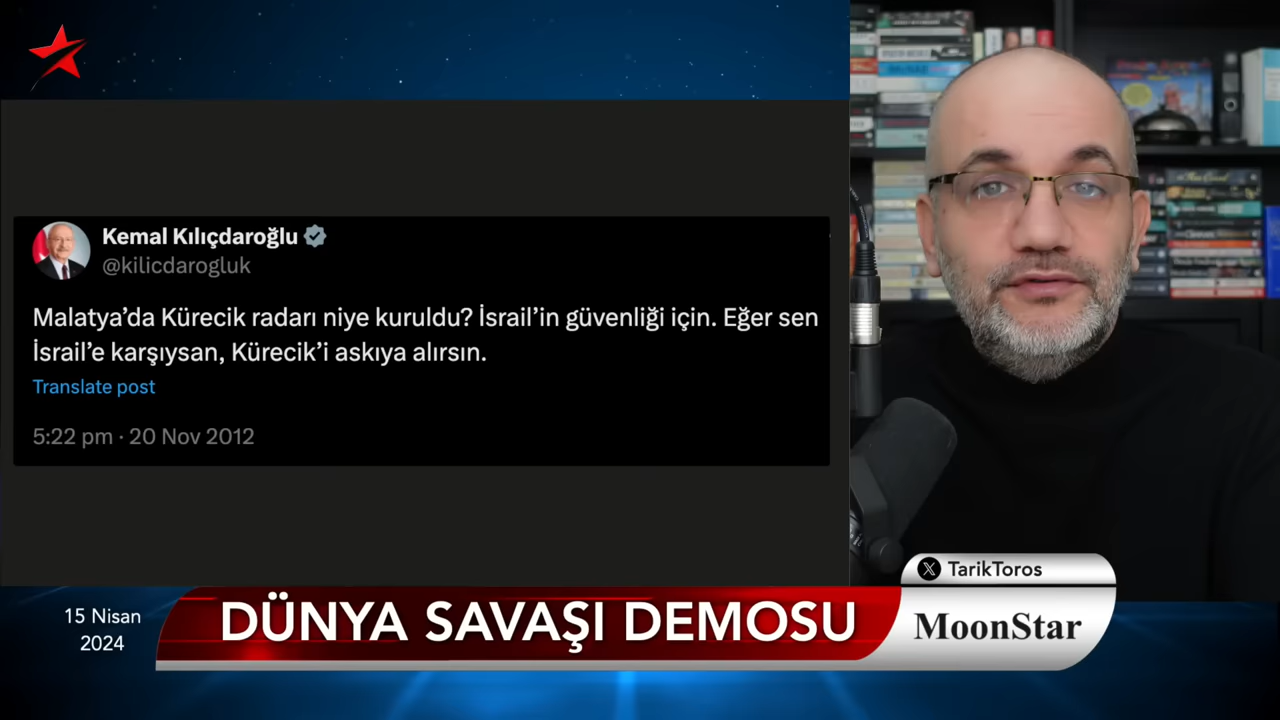 Kemal Kılıçdaroğlu
@kilicdarogluk
Malatya’da Kürecik radarı niye kuruldu? İsrail’in güvenliği için. Eğer sen
İsrail’e karşıysan, Kürecik’i askıya alırsın.
Translate post
5:22 pm · 20 Nov 2012
TarikToros
15 Nisan
2024
DÜNYA SAVAŞI DEMOSU
MoonStar